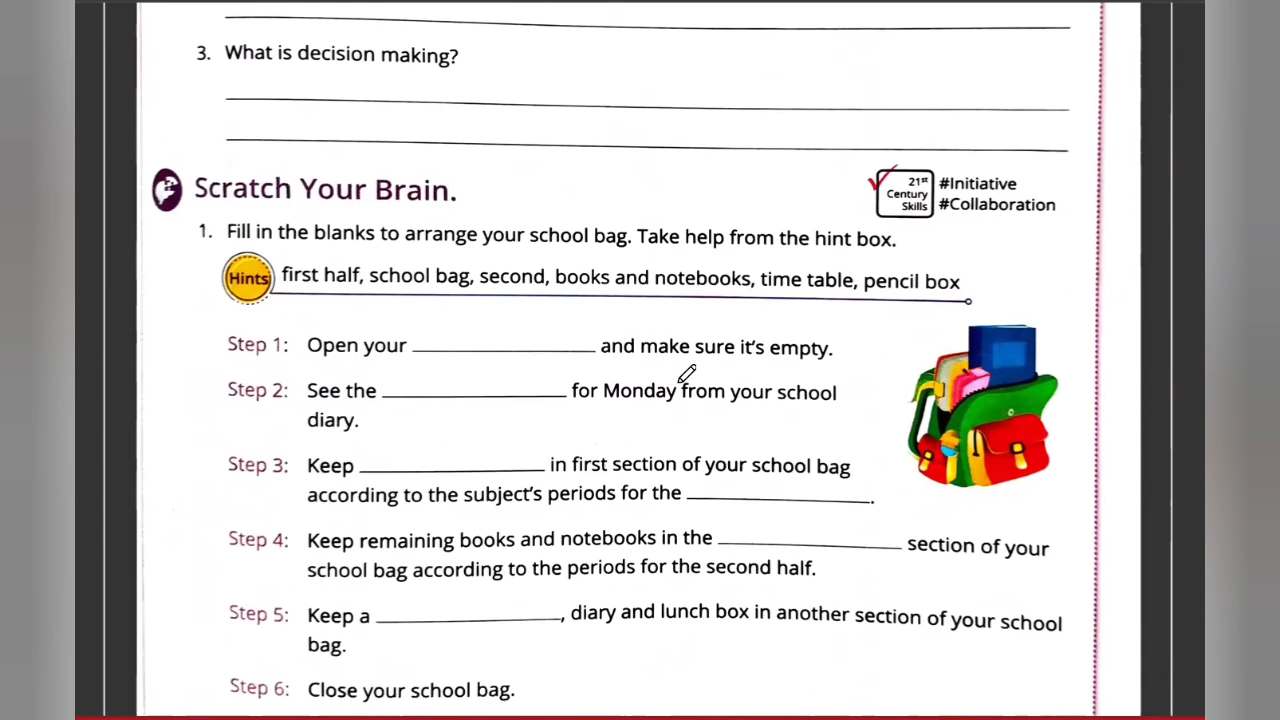 3. What is decision making?
Scratch Your Brain.
21st
Century
Skills
#Initiative
#Collaboration
1. Fill in the blanks to arrange your school bag. Take help from the hint box.
Hints first half, school bag, second, books and notebooks, time table, pencil box
Step 1: Open your ______________ and make sure it's empty.
Step 2: See the ______________ for Monday from your school
diary.
Step 3: Keep ______________ in first section of your school bag
according to the subject's periods for the ______________.
Step 4: Keep remaining books and notebooks in the ______________ section of your
school bag according to the periods for the second half.
Step 5: Keep a ______________, diary and lunch box in another section of your school
bag.
Step 6: Close your school bag.